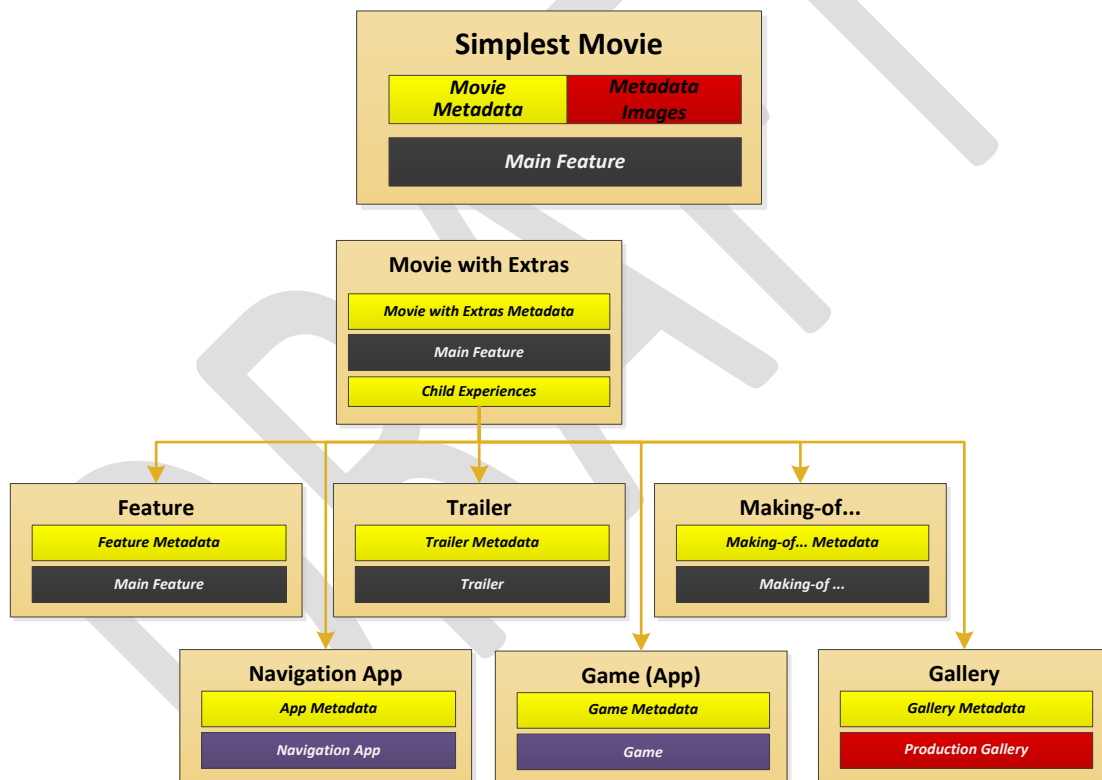 Simplest Movie
Movie
Metadata
Metadata
Images
Main Feature
Movie with Extras
Movie with Extras Metadata
Main Feature
Child Experiences
Feature
Feature Metadata
Main Feature
Trailer
Trailer Metadata
Trailer
Making-of...
Making-of... Metadata
Making-of ...
Navigation App
App Metadata
Navigation App
Game (App)
Game Metadata
Game
Gallery
Gallery Metadata
Production Gallery